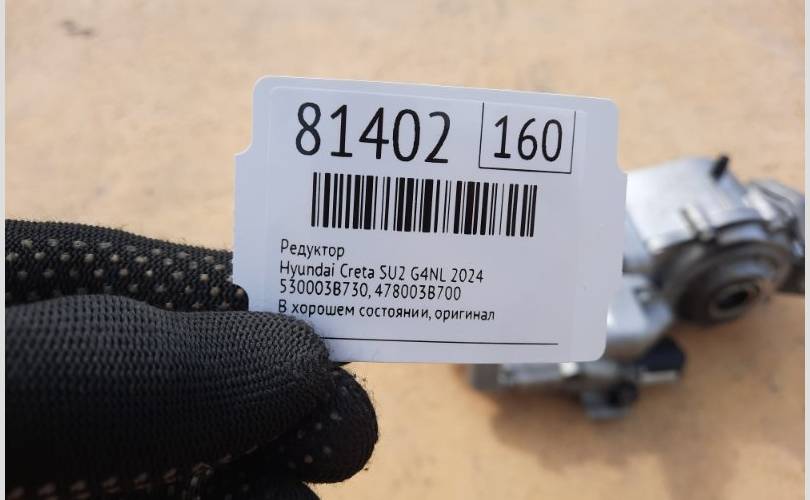 81402 160
Редуктор
Hyundai Creta SU2 G4NL 2024
530003B730, 478003B700
В хорошем состоянии, оригинал